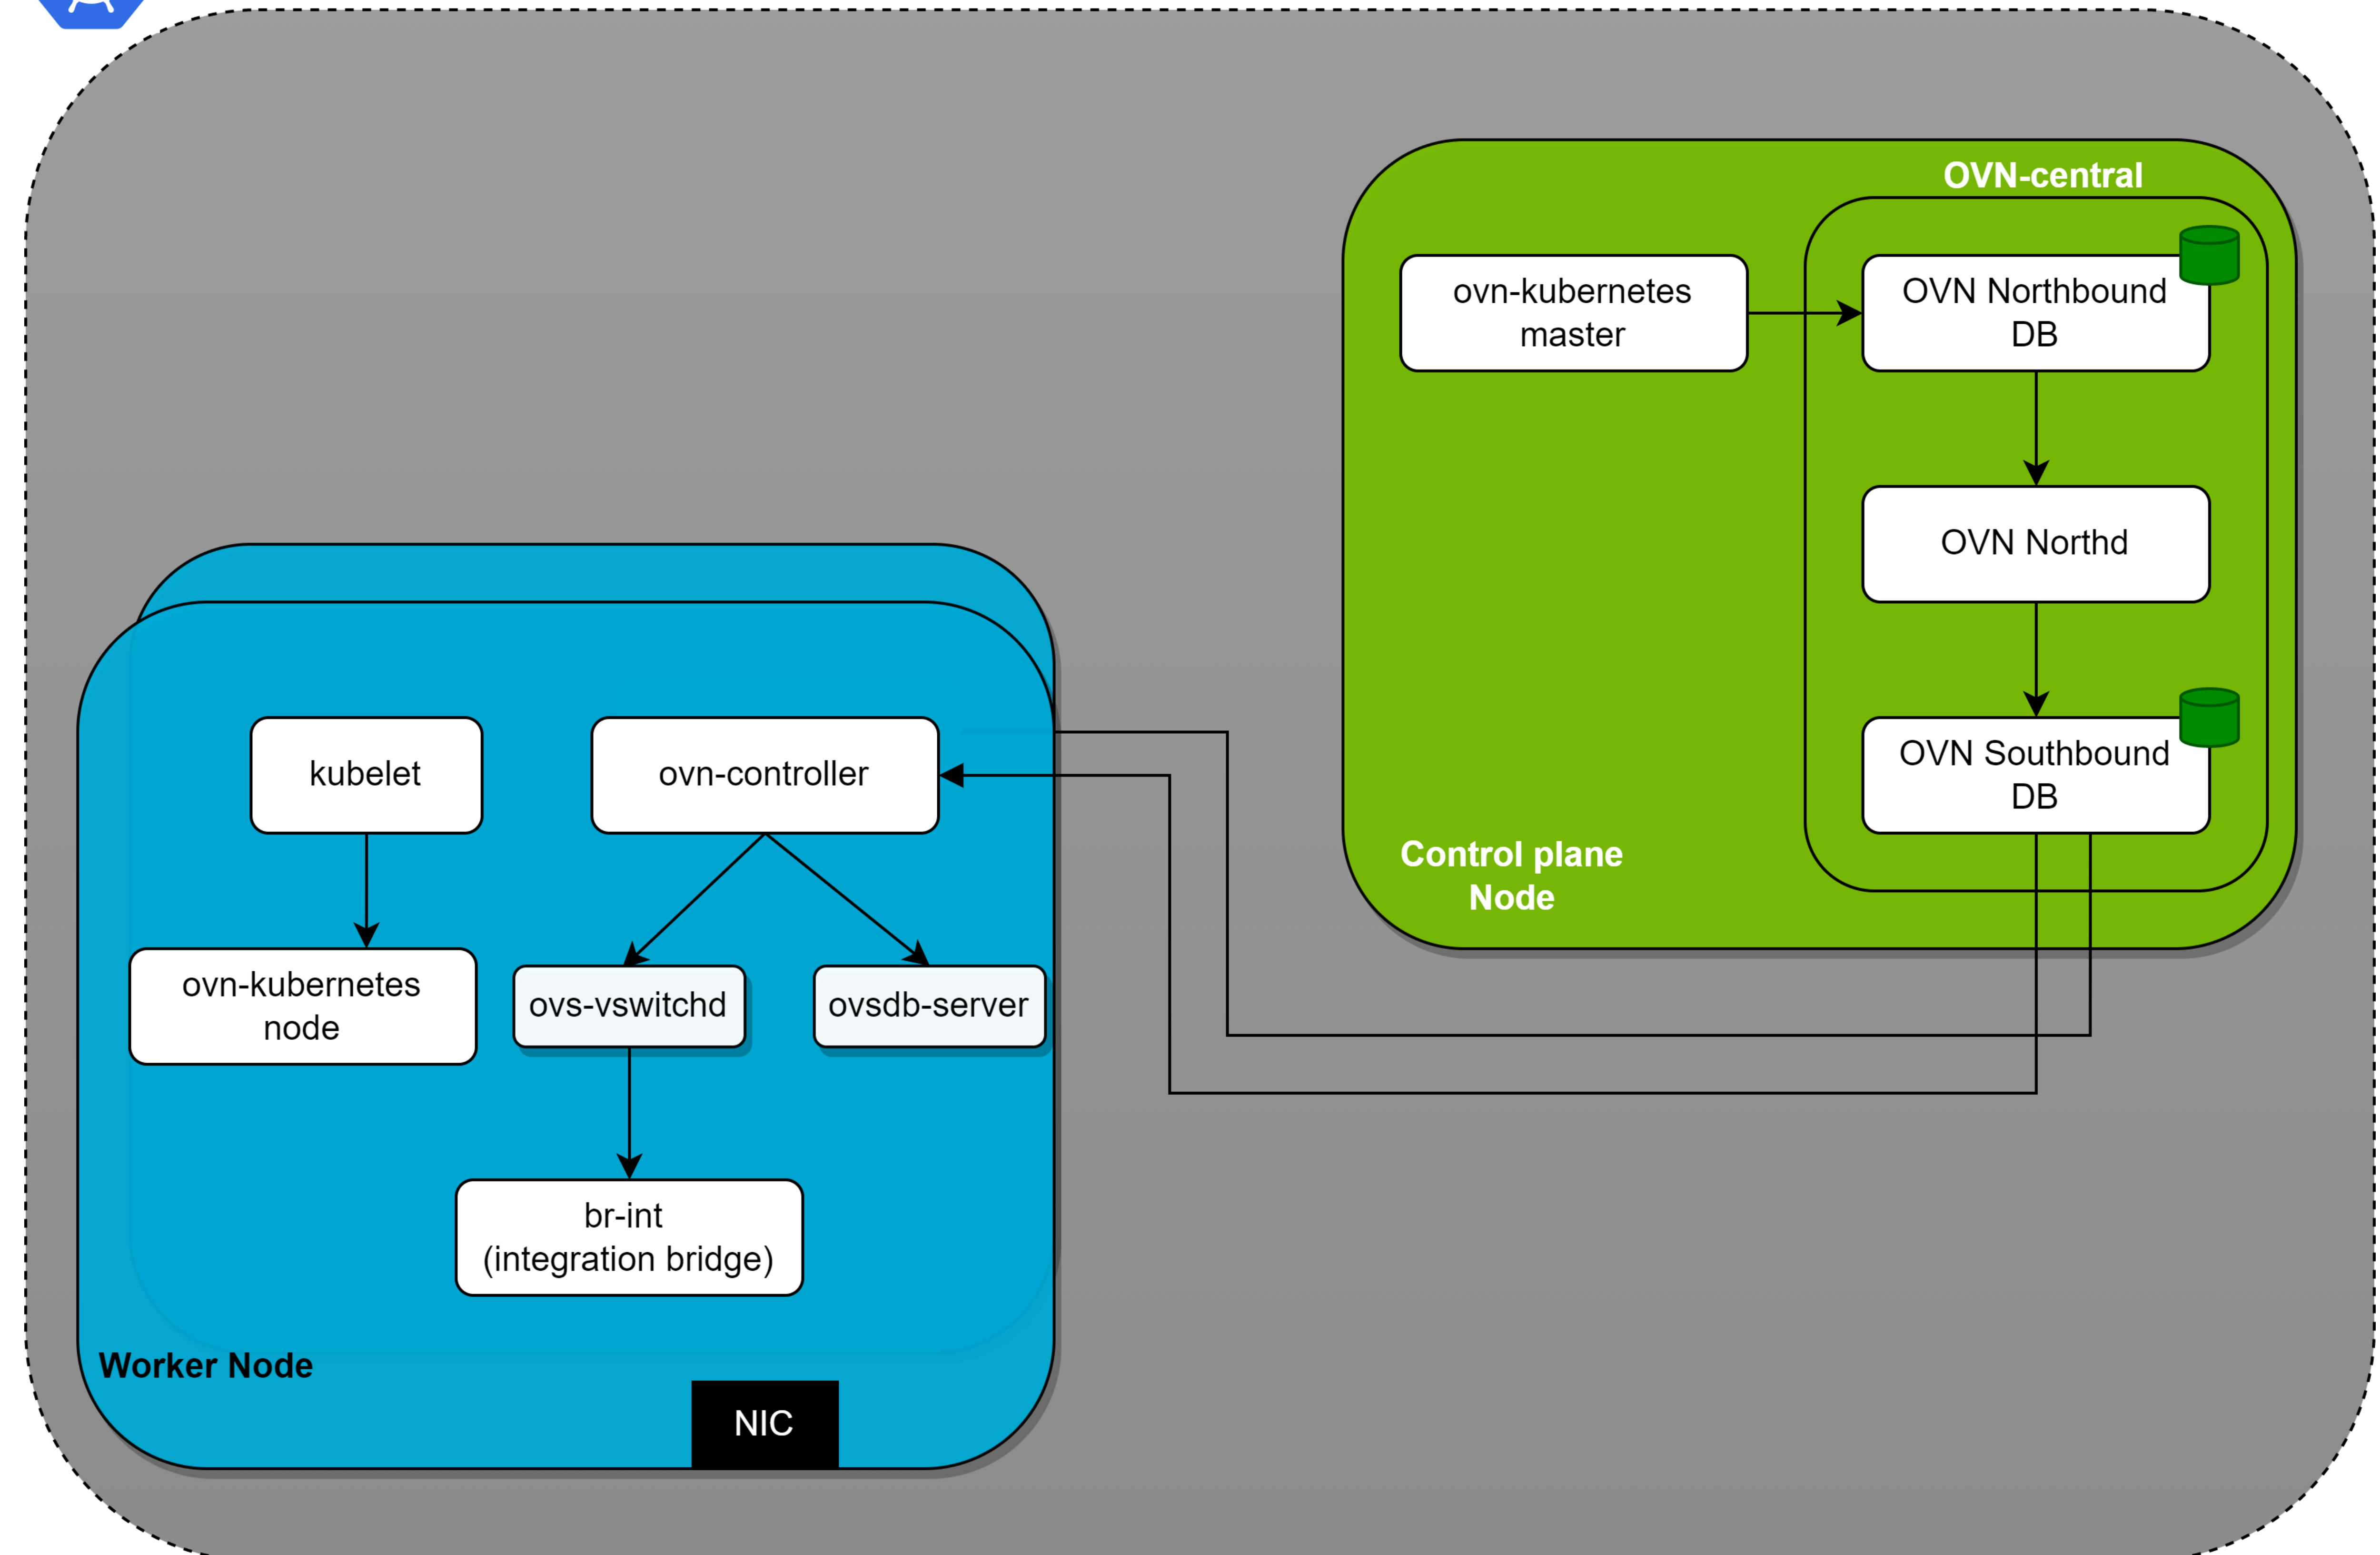 OVN-central
ovn-kubernetes
master
OVN Northbound
DB
OVN Northd
OVN Southbound
DB
Control plane
Node
kubelet
ovn-controller
ovn-kubernetes
node
ovs-vswitchd
ovsdb-server
br-int
(integration bridge)
Worker Node
NIC